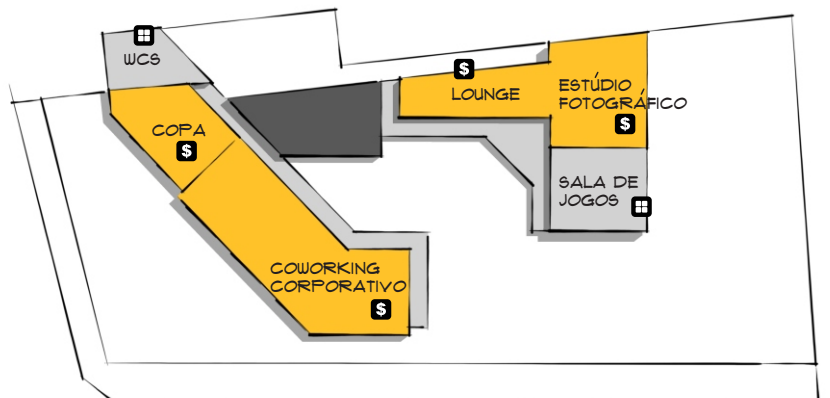 WCS
COPA
$
COWORKING
CORPORATIVO
$
$
LOUNGE
ESTÚDIO
FOTOGRÁFICO
$
SALA DE
JOGOS